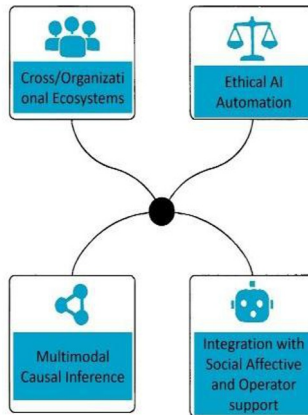 Cross/Organizati
onal Ecosystems
Ethical AI
Automation
Multimodal
Causal Inference
Integration with
Social Affective
and Operator
support